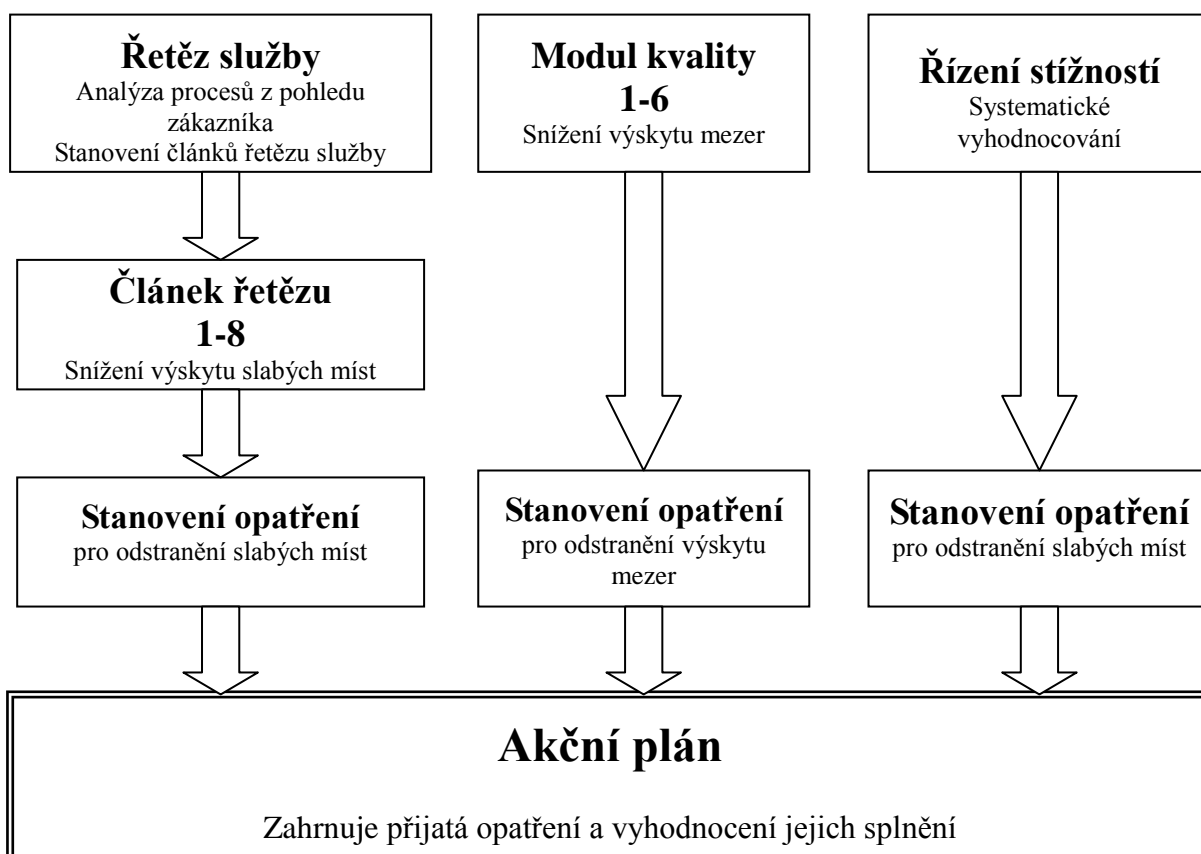 Řetěz služby
Analýza procesů z pohledu
zákazníka
Stanovení článků řetězu služby
Modul kvality
1-6
Snížení výskytu mezer
Řízení stížností
Systematické
vyhodnocování
Článek řetězu
1-8
Snížení výskytu slabých míst
Stanovení opatření
pro odstranění slabých míst
Stanovení opatření
pro odstranění výskytu
mezer
Stanovení opatření
pro odstranění slabých míst
Akční plán
Zahrnuje přijatá opatření a vyhodnocení jejich splnění